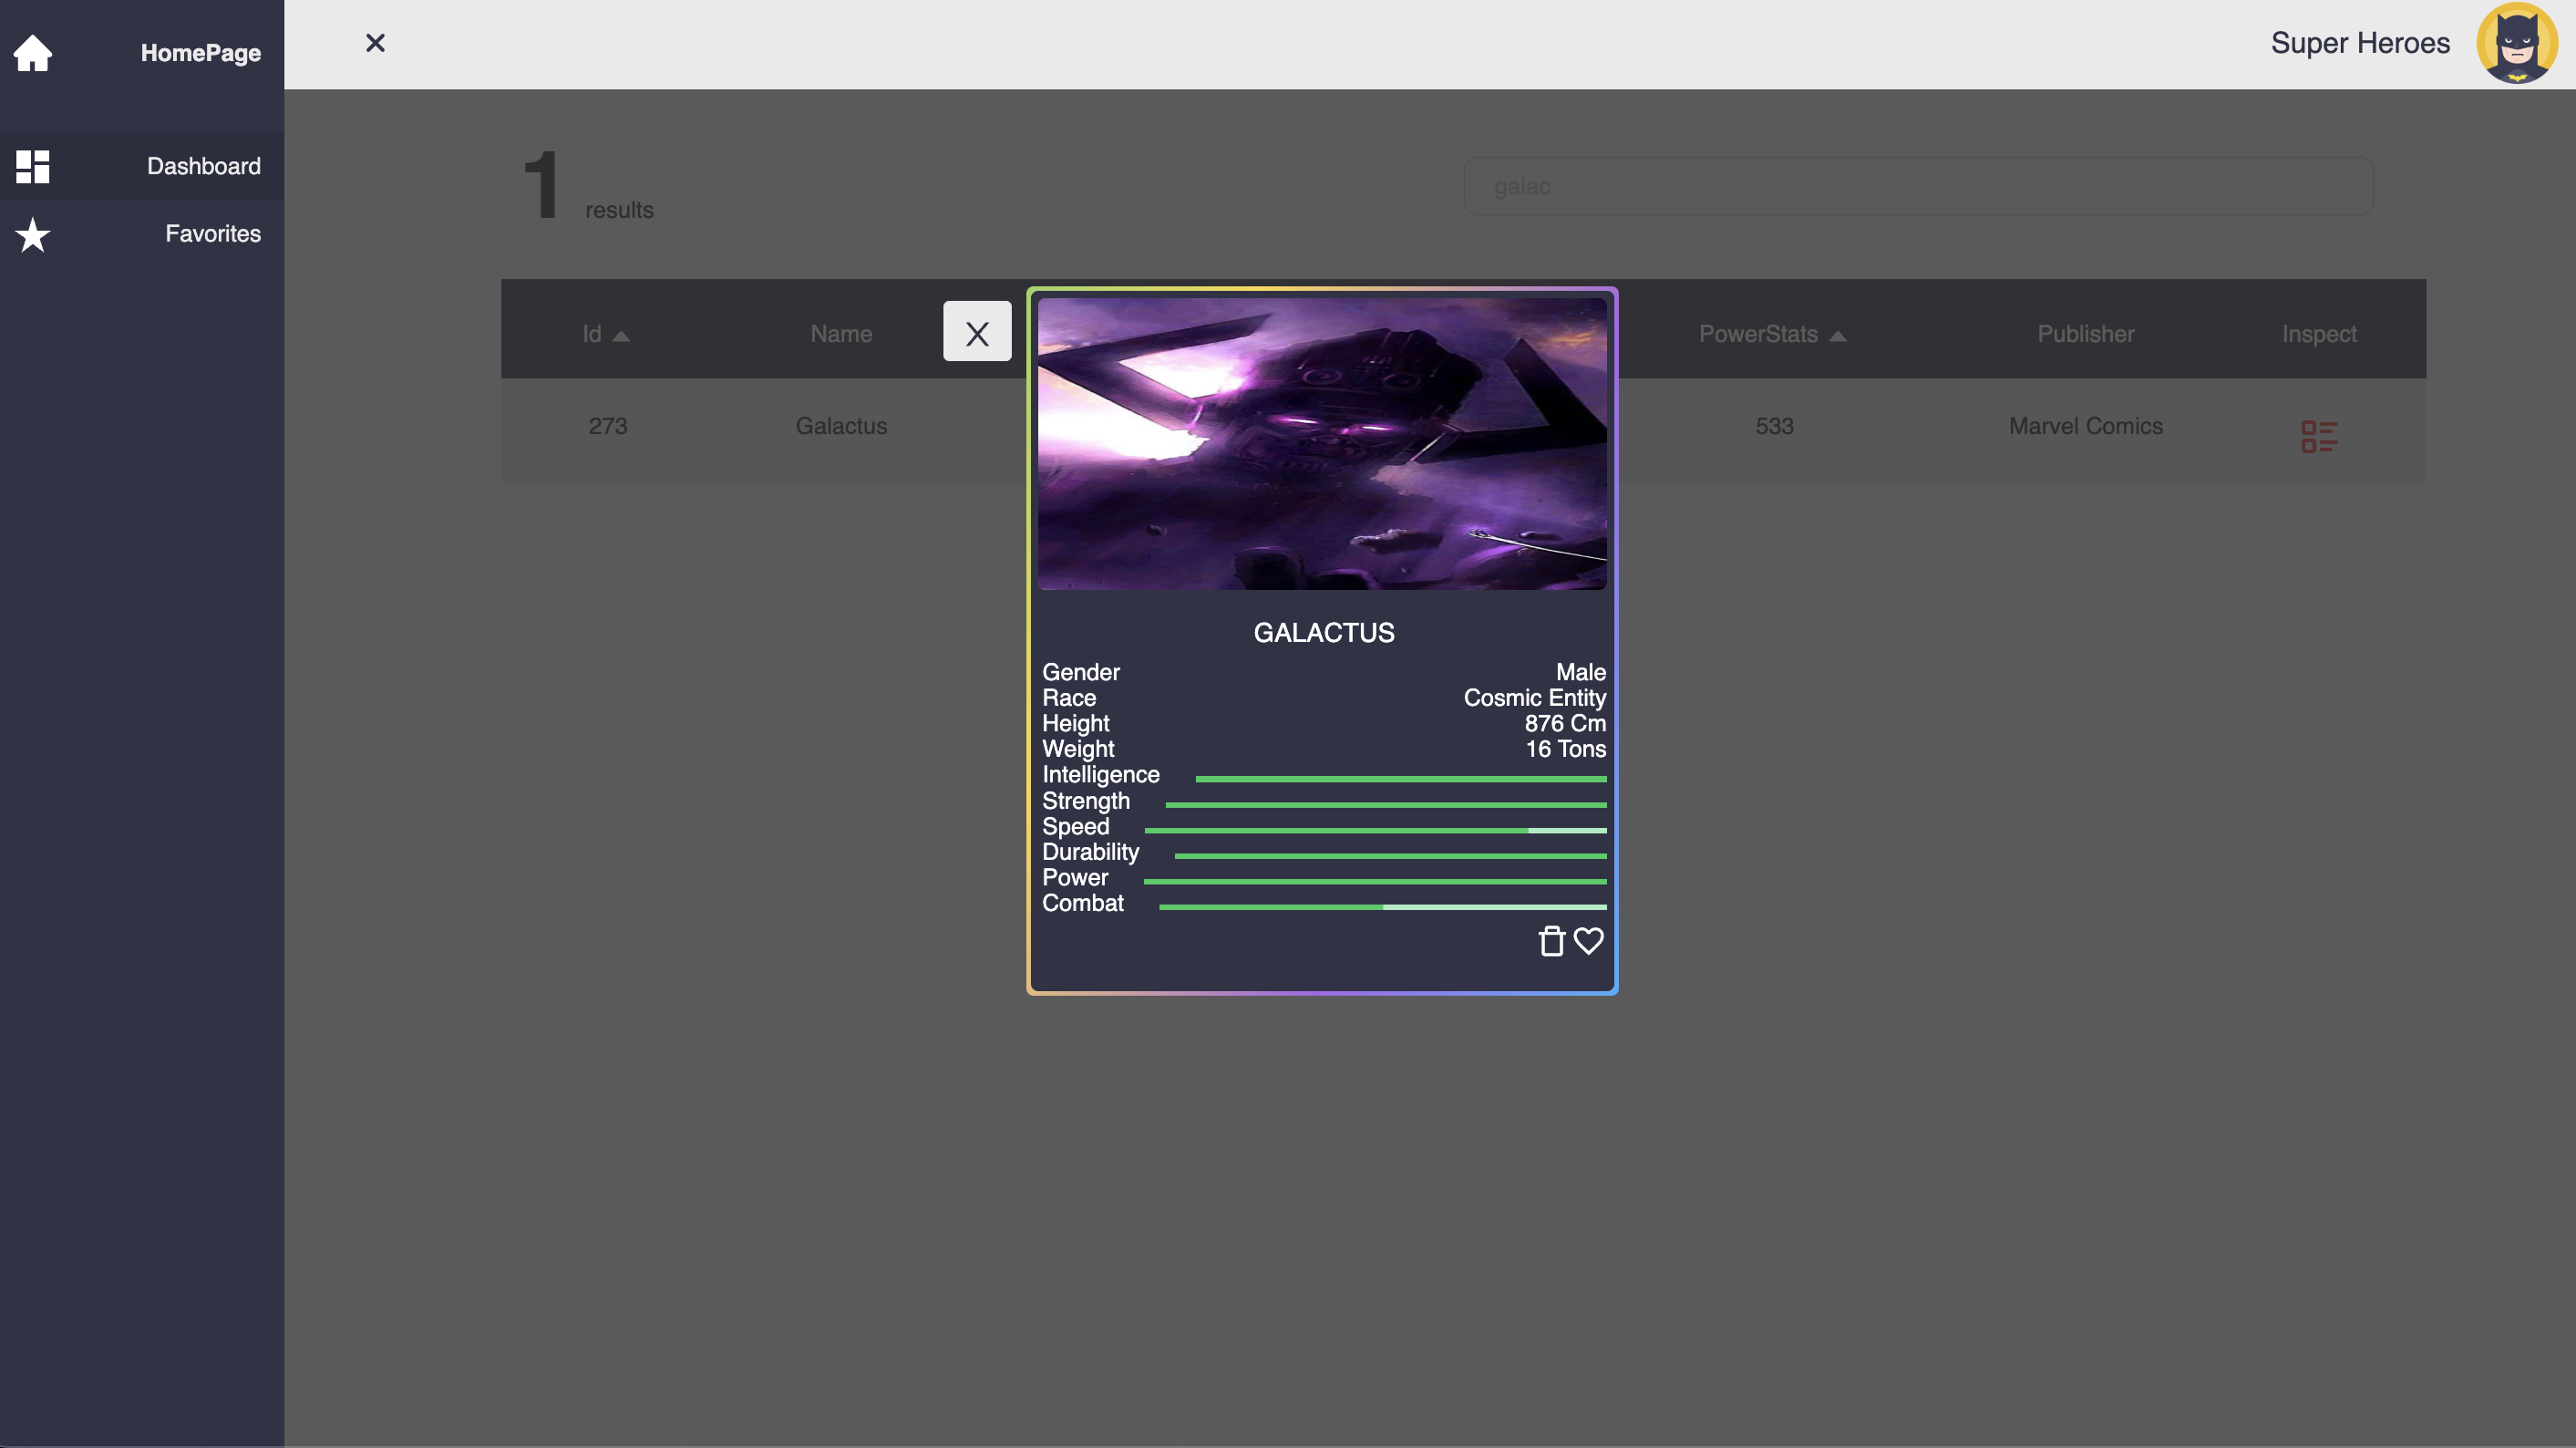 HomePage
Super Heroes
Dashboard
Favorites
1 results
galac
Id Name PowerStats Publisher Inspect
X
273 Galactus 533 Marvel Comics
GALACTUS
Gender Male
Race Cosmic Entity
Height 876 Cm
Weight 16 Tons
Intelligence
Strength
Speed
Durability
Power
Combat